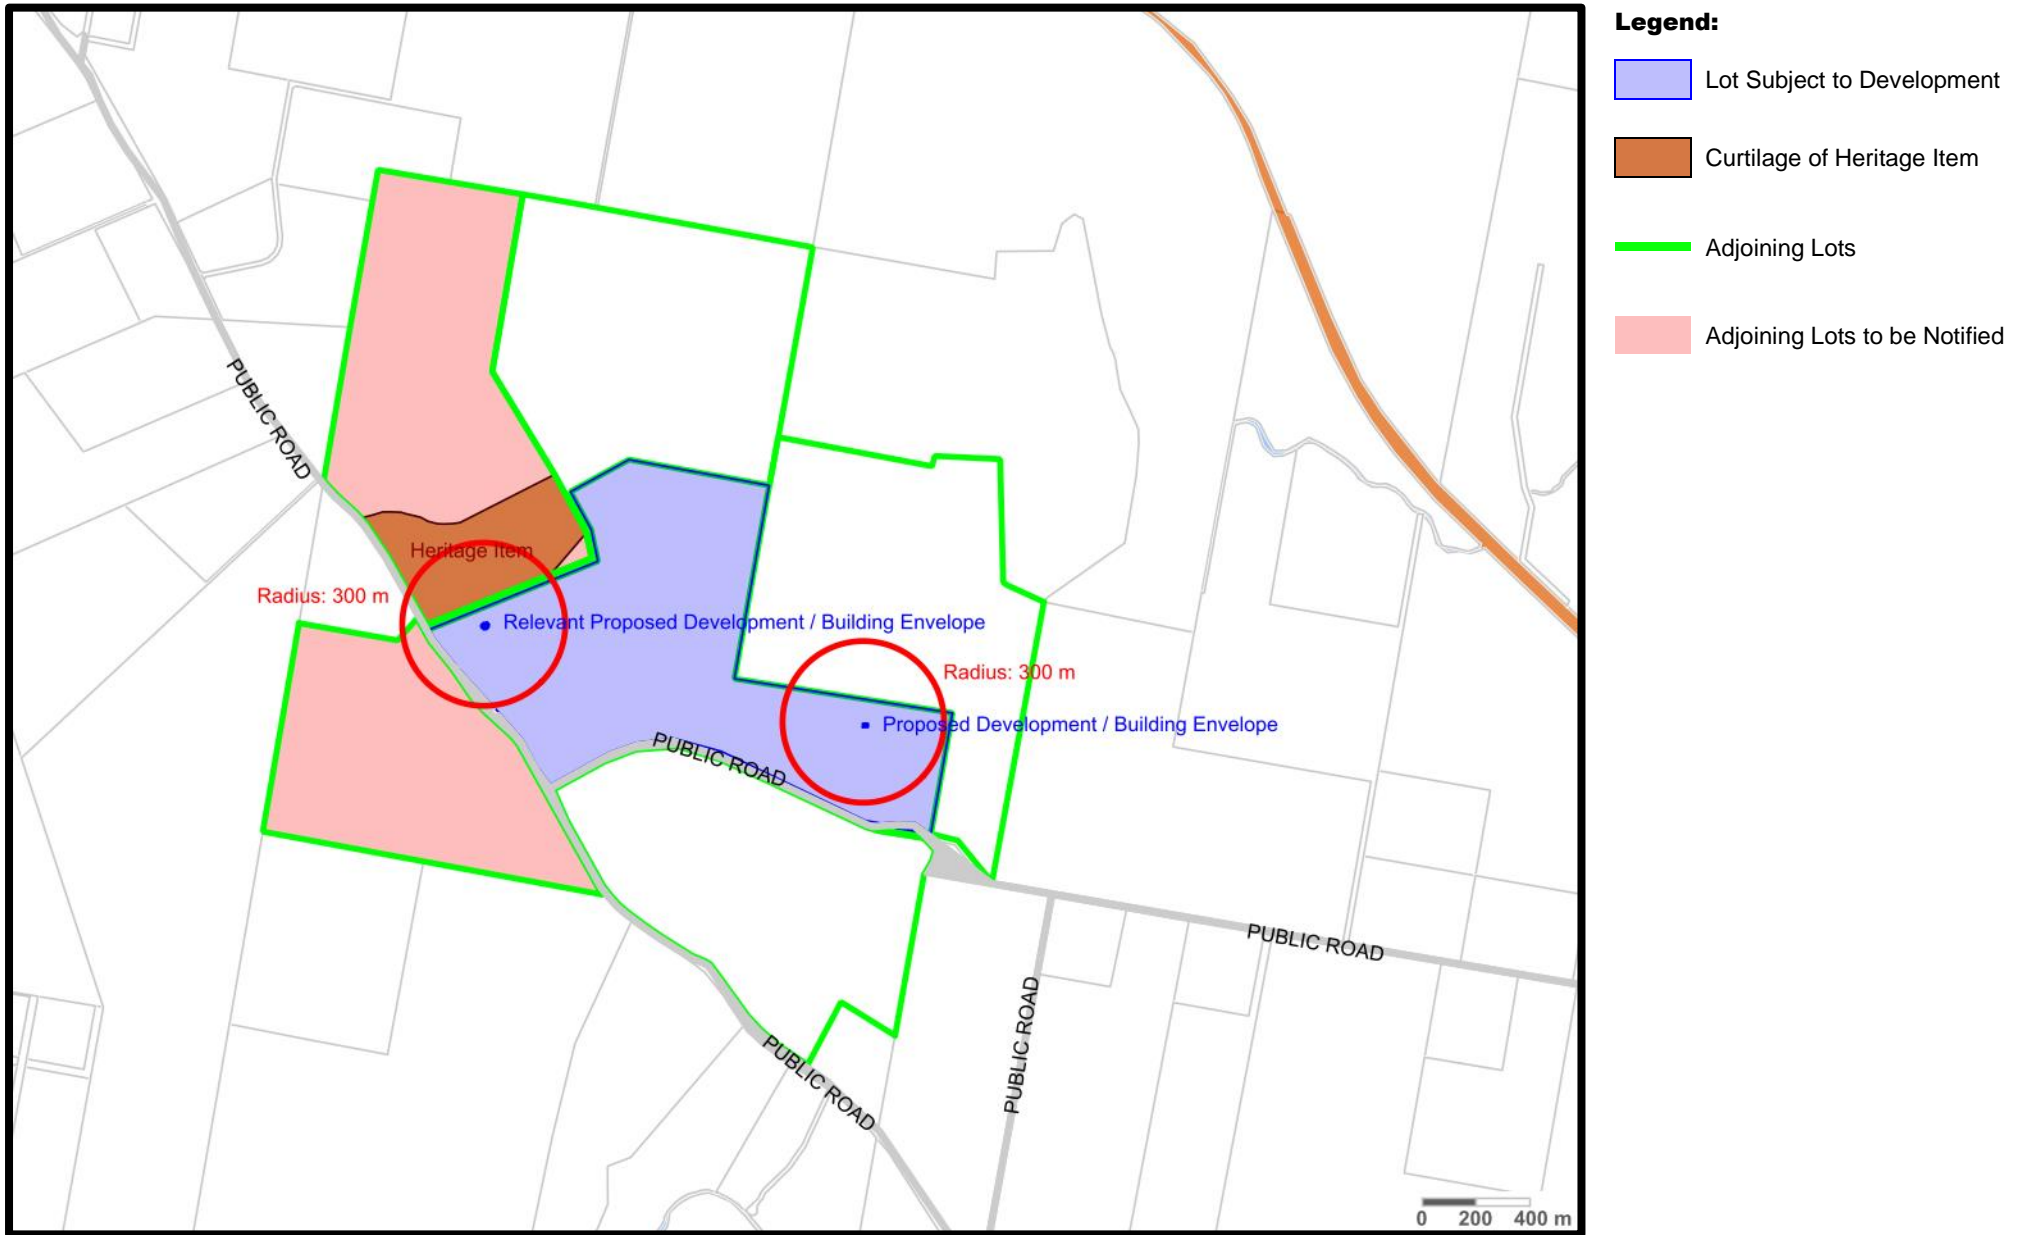 Legend:
Lot Subject to Development
Curtilage of Heritage Item
Adjoining Lots
Adjoining Lots to be Notified
PUBLIC ROAD
Heritage Item
Radius: 300 m
Relevant Proposed Development / Building Envelope
Radius: 300 m
Proposed Development / Building Envelope
PUBLIC ROAD
PUBLIC ROAD
PUBLIC ROAD
PUBLIC ROAD
0 200 400 m